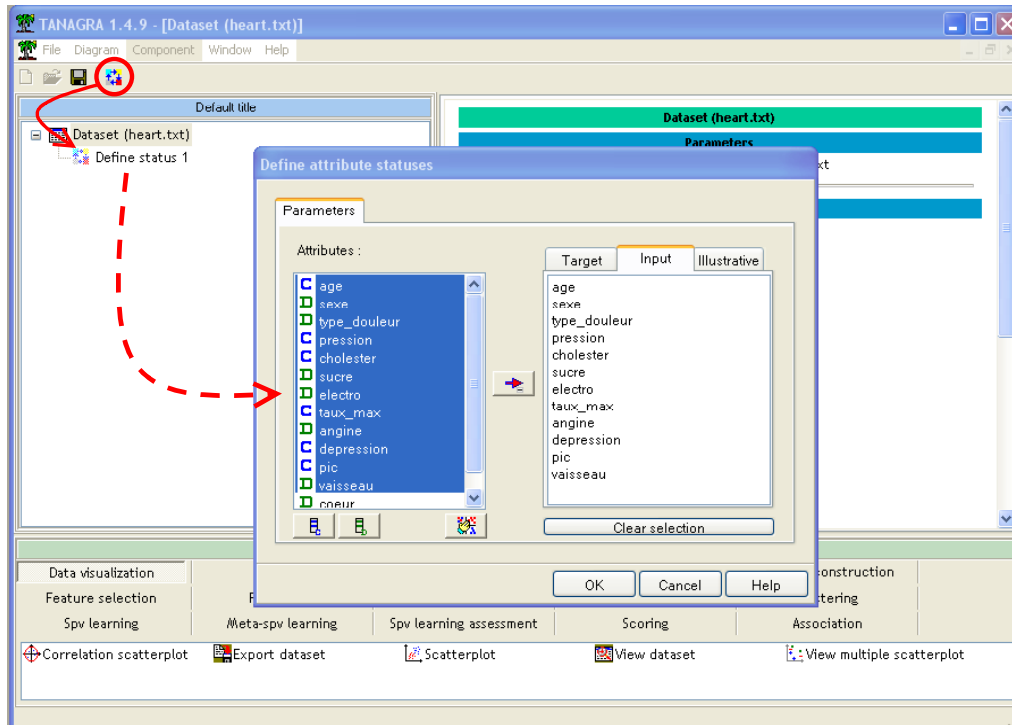 TANAGRA 1.4.9 - [Dataset (heart.txt)]
File Diagram Component Window Help
Default title
Dataset (heart.txt)
Define status 1
Dataset (heart.txt)
Parameters
xt
Define attribute statuses
Parameters
Attributes :
C age
D sexe
D type_douleur
C pression
C cholester
D sucre
D electro
C taux_max
D angine
C depression
C pic
D vaisseau
D coeur
Target Input Illustrative
age
sexe
type_douleur
pression
cholester
sucre
electro
taux_max
angine
depression
pic
vaisseau
Clear selection
OK Cancel Help
Data visualization onstruction
Feature selection F tering
Spv learning Meta-spv learning Spv learning assessment Scoring Association
Correlation scatterplot Export dataset Scatterplot View dataset View multiple scatterplot